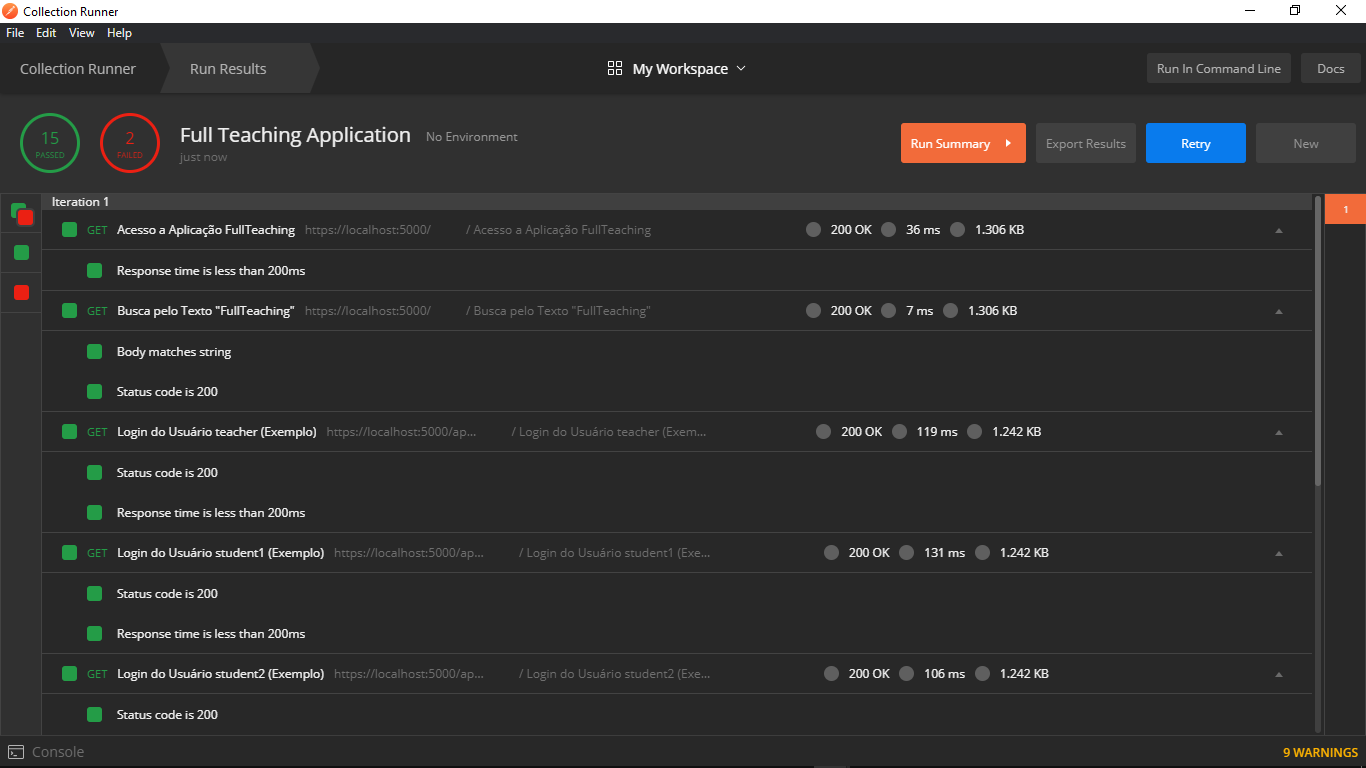 Collection Runner
File Edit View Help
Collection Runner Run Results My Workspace Run In Command Line Docs
15 PASSED 2 FAILED Full Teaching Application No Environment
just now
Run Summary Export Results Retry New
Iteration 1 1
GET Acesso a Aplicação FullTeaching https://localhost:5000/ / Acesso a Aplicação FullTeaching 200 OK 36 ms 1.306 KB
Response time is less than 200ms
GET Busca pelo Texto "FullTeaching" https://localhost:5000/ / Busca pelo Texto "FullTeaching" 200 OK 7 ms 1.306 KB
Body matches string
Status code is 200
GET Login do Usuário teacher (Exemplo) https://localhost:5000/ap... / Login do Usuário teacher (Exem... 200 OK 119 ms 1.242 KB
Status code is 200
Response time is less than 200ms
GET Login do Usuário student1 (Exemplo) https://localhost:5000/ap... / Login do Usuário student1 (Exe... 200 OK 131 ms 1.242 KB
Status code is 200
Response time is less than 200ms
GET Login do Usuário student2 (Exemplo) https://localhost:5000/ap... / Login do Usuário student2 (Exe... 200 OK 106 ms 1.242 KB
Status code is 200
Console 9 WARNINGS